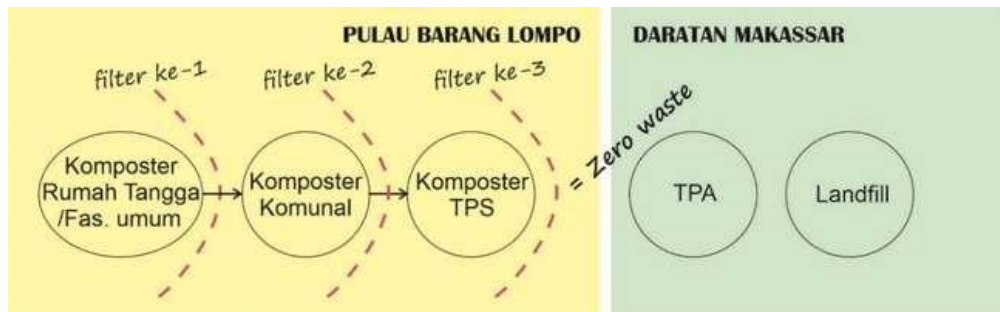 PULAU BARANG LOMPO
DARATAN MAKASSAR
filter ke-1
filter ke-2
filter ke-3
= Zero waste
Komposter
Rumah Tangga
/Fas. umum
Komposter
Komunal
Komposter
TPS
TPA
Landfill